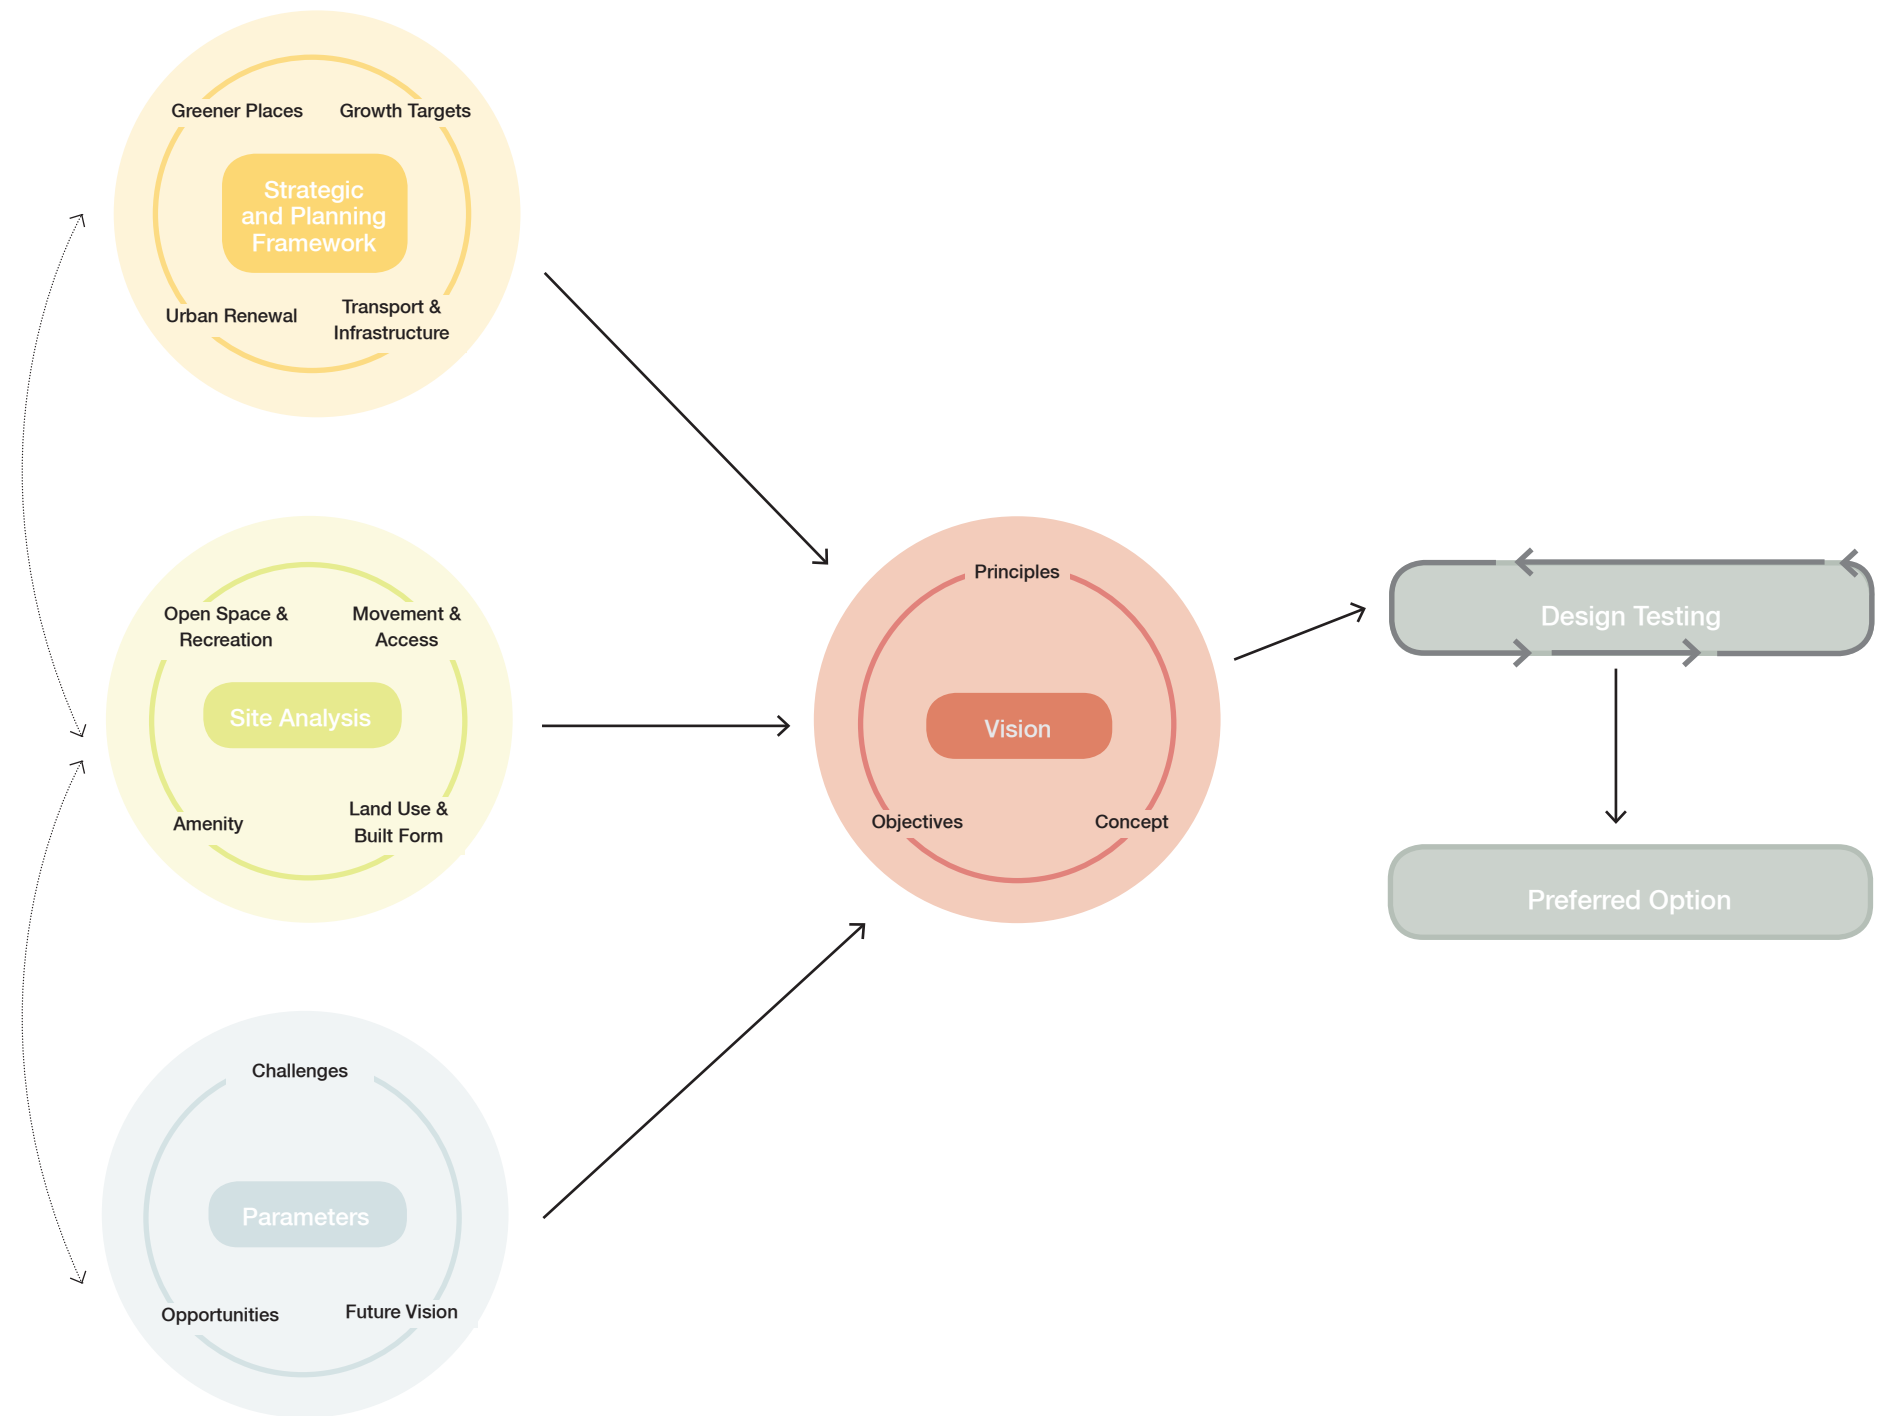 Greener Places
Growth Targets
Strategic
and Planning
Framework
Urban Renewal
Transport &
Infrastructure
Open Space &
Recreation
Movement &
Access
Site Analysis
Amenity
Land Use &
Built Form
Challenges
Parameters
Opportunities
Future Vision
Principles
Vision
Objectives
Concept
Design Testing
Preferred Option